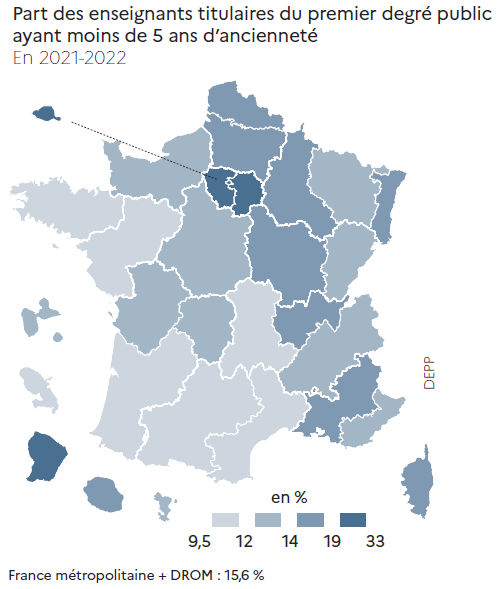 Part des enseignants titulaires du premier degré public
ayant moins de 5 ans d’ancienneté
En 2021-2022
DEPP
en %
9,5 12 14 19 33
France métropolitaine + DROM : 15,6 %